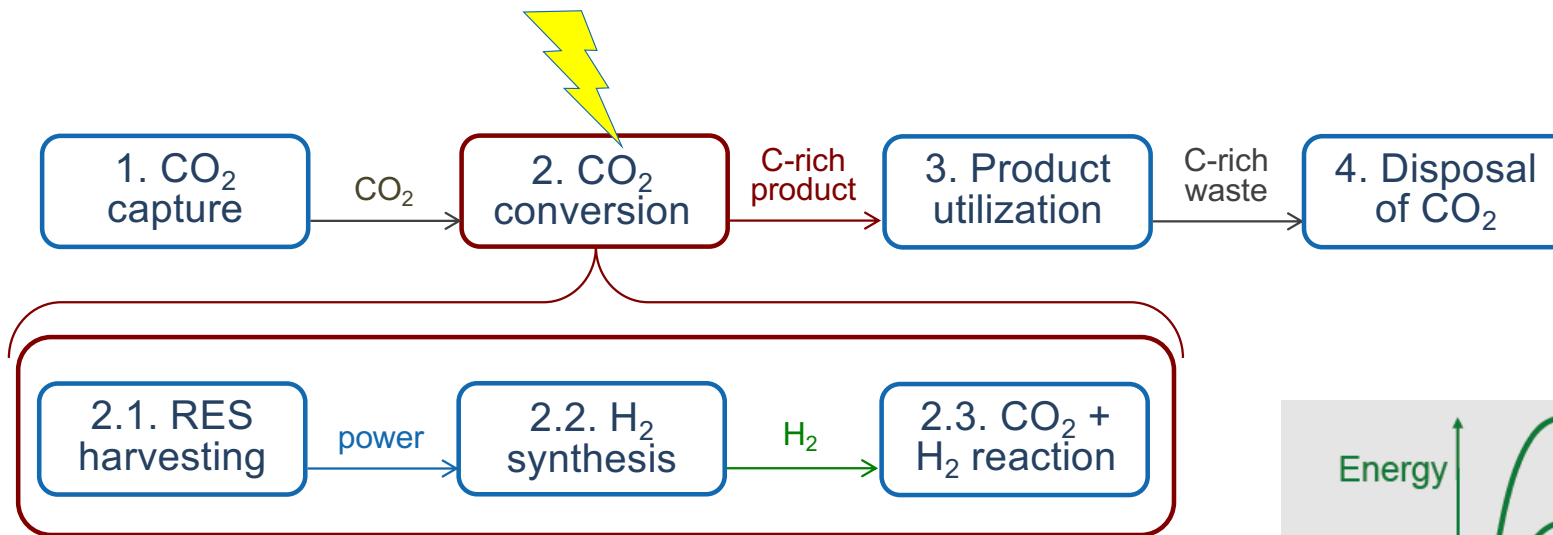 1. CO₂
capture
CO₂
2. CO₂
conversion
C-rich
product
3. Product
utilization
C-rich
waste
4. Disposal
of CO₂
2.1. RES
harvesting
power
2.2. H₂
synthesis
H₂
2.3. CO₂ +
H₂ reaction
Energy